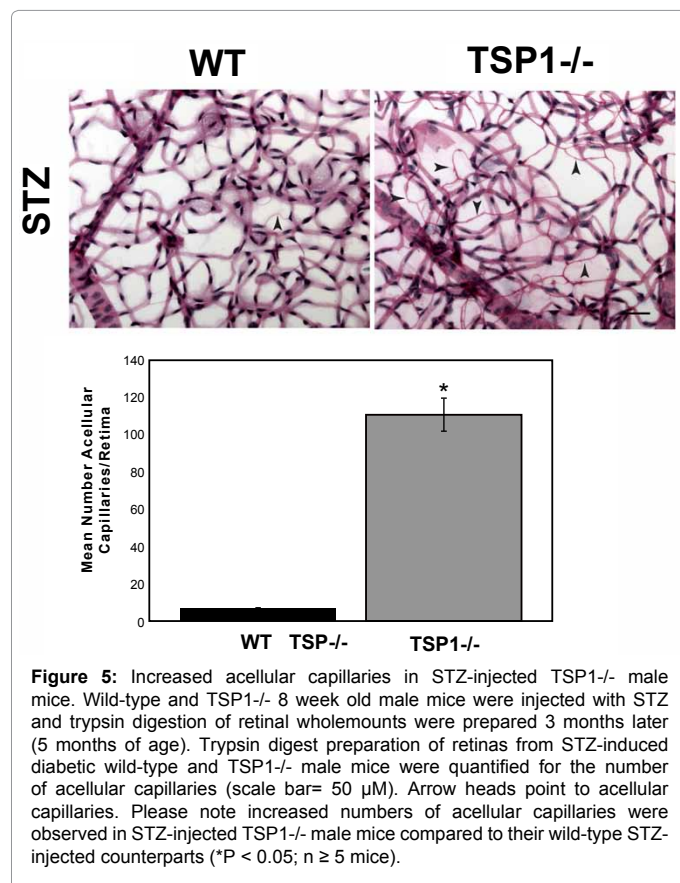 WT
TSP1-/-
STZ
140
120
100
80
60
40
20
0
Mean Number Acellular
Capillaries/Retina
*
WT TSP-/- TSP1-/-
Figure 5: Increased acellular capillaries in STZ-injected TSP1-/- male
mice. Wild-type and TSP1-/- 8 week old male mice were injected with STZ
and trypsin digestion of retinal wholemounts were prepared 3 months later
(5 months of age). Trypsin digest preparation of retinas from STZ-induced
diabetic wild-type and TSP1-/- male mice were quantified for the number
of acellular capillaries (scale bar= 50 µM). Arrow heads point to acellular
capillaries. Please note increased numbers of acellular capillaries were
observed in STZ-injected TSP1-/- male mice compared to their wild-type STZ-
injected counterparts (*P < 0.05; n ≥ 5 mice).